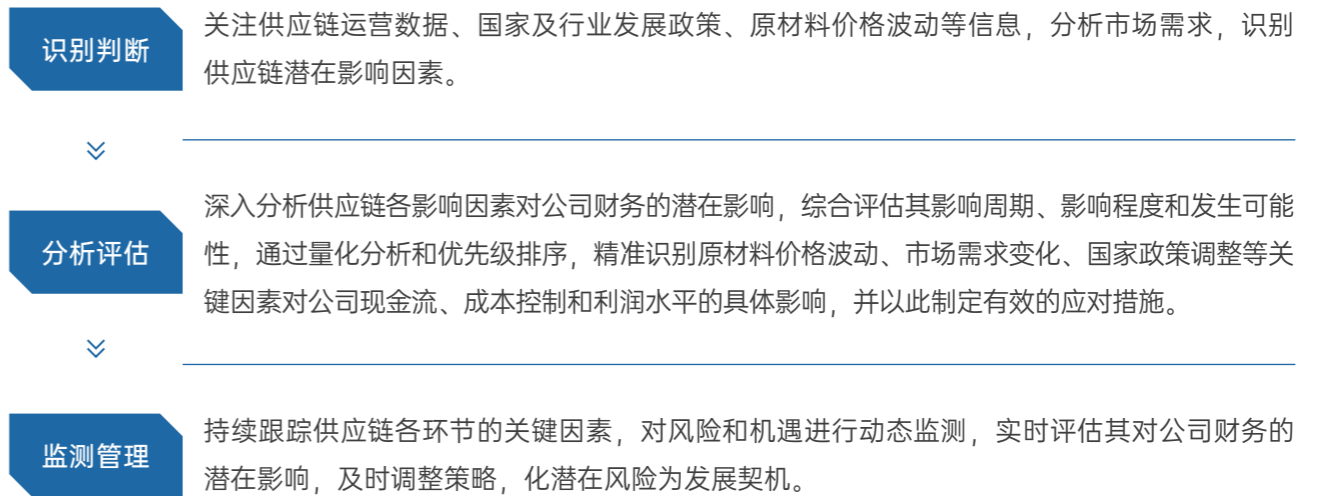 识别判断
关注供应链运营数据、国家及行业发展政策、原材料价格波动等信息，分析市场需求，识别
供应链潜在影响因素。
分析评估
深入分析供应链各影响因素对公司财务的潜在影响，综合评估其影响周期、影响程度和发生可能
性，通过量化分析和优先级排序，精准识别原材料价格波动、市场需求变化、国家政策调整等关
键因素对公司现金流、成本控制和利润水平的具体影响，并以此制定有效的应对措施。
监测管理
持续跟踪供应链各环节的关键因素，对风险和机遇进行动态监测，实时评估其对公司财务的
潜在影响，及时调整策略，化潜在风险为发展契机。